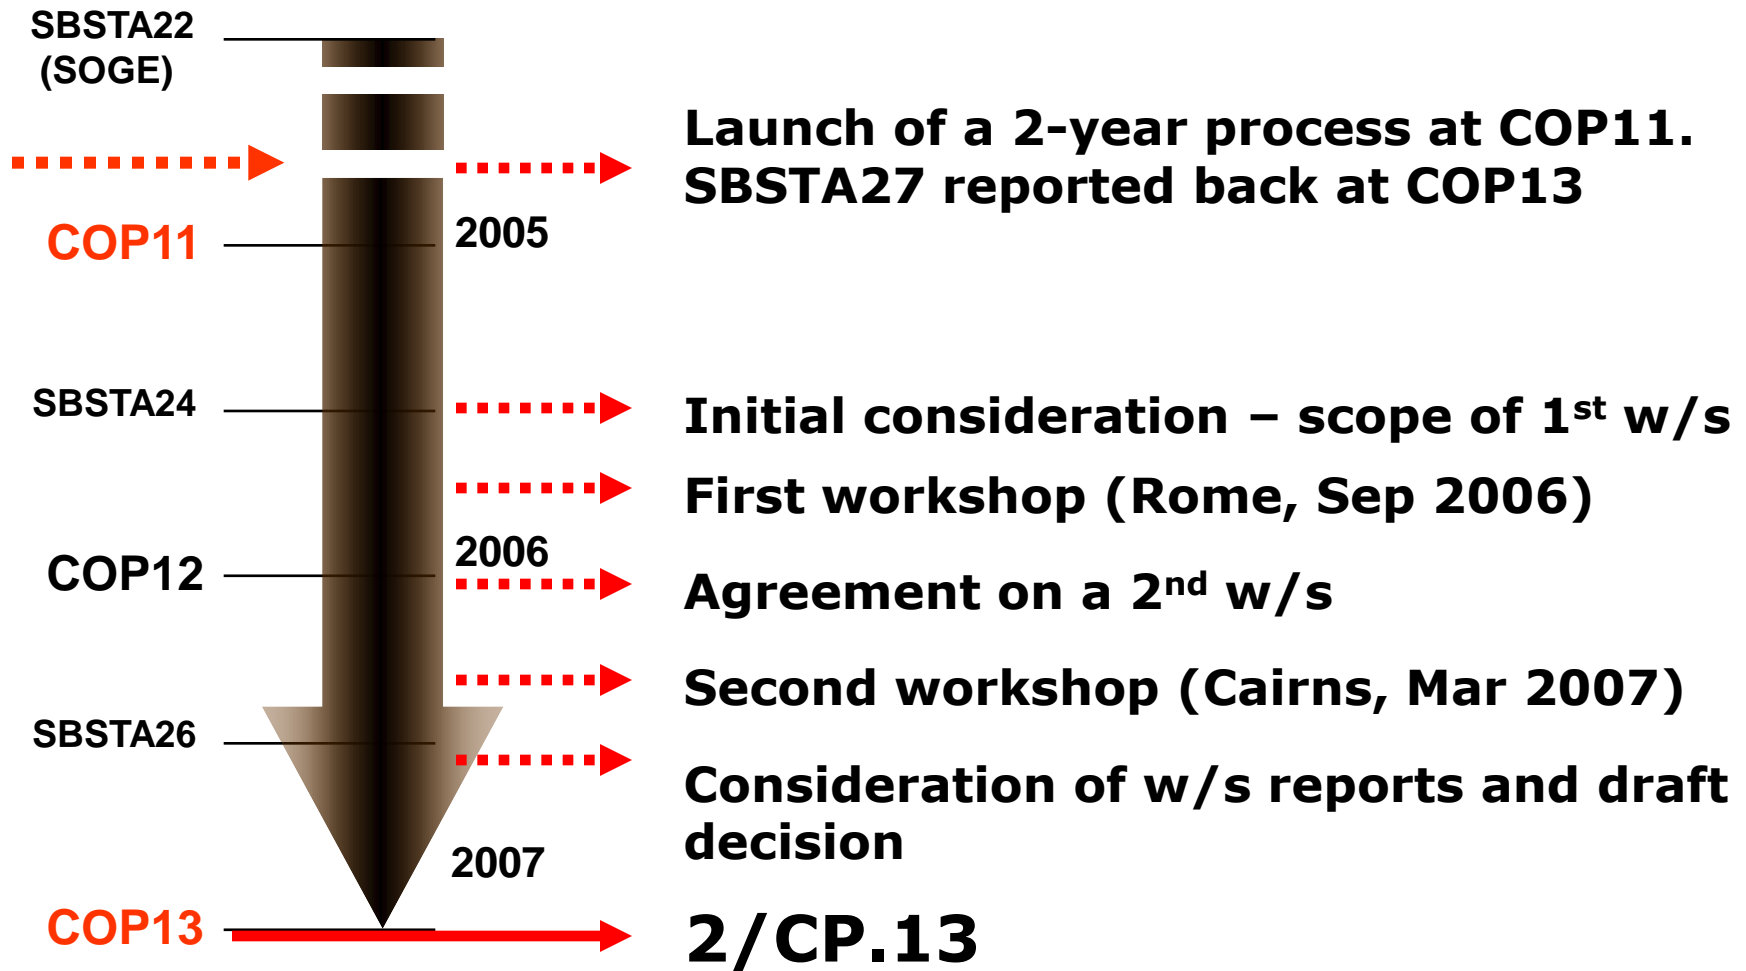 SBSTA22
(SOGE)
Launch of a 2-year process at COP11.
SBSTA27 reported back at COP13
COP11
2005
SBSTA24
Initial consideration – scope of 1st w/s
First workshop (Rome, Sep 2006)
2006
COP12
Agreement on a 2nd w/s
Second workshop (Cairns, Mar 2007)
SBSTA26
Consideration of w/s reports and draft
decision
2007
COP13
2/CP.13